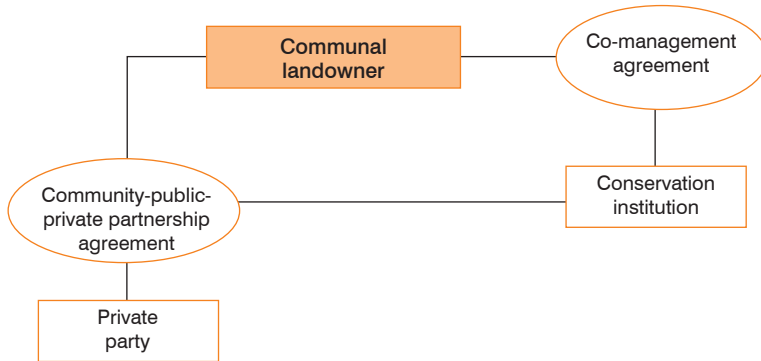 Communal
landowner
Co-management
agreement
Community-public-
private partnership
agreement
Conservation
institution
Private
party